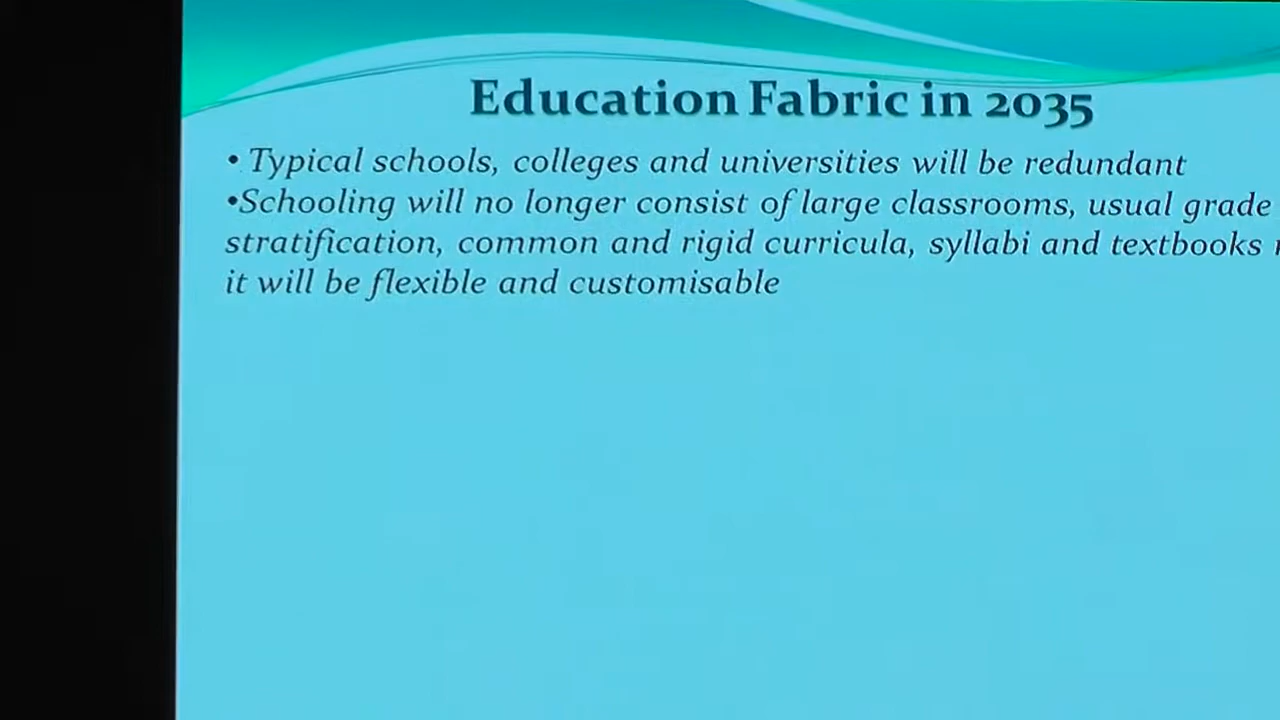 Education Fabric in 2035
• Typical schools, colleges and universities will be redundant
•Schooling will no longer consist of large classrooms, usual grade
stratification, common and rigid curricula, syllabi and textbooks
it will be flexible and customisable